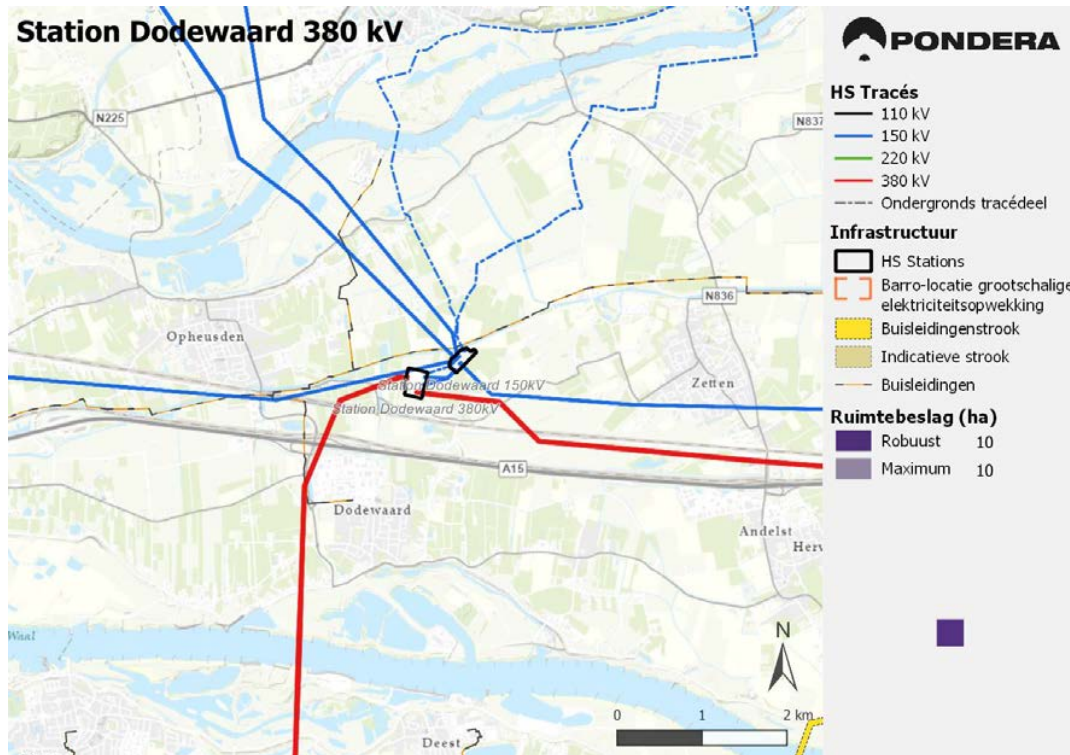 Station Dodewaard 380 kV
PONDERA
HS Tracés
110 kV
150 kV
220 kV
380 kV
Ondergronds tracédeel
Infrastructuur
HS Stations
Barro-locatie grootschalige
elektriciteitsopwekking
Buisleidingenstrook
Indicatieve strook
Buisleidingen
Ruimtebeslag (ha)
Robuust 10
Maximum 10
N225
N837
N836
Opheusden
Zetten
Station Dodewaard 150kV
Station Dodewaard 380kV
A15
Dodewaard
Andelst
Herv
Waal
Deest
N
0 1 2 km